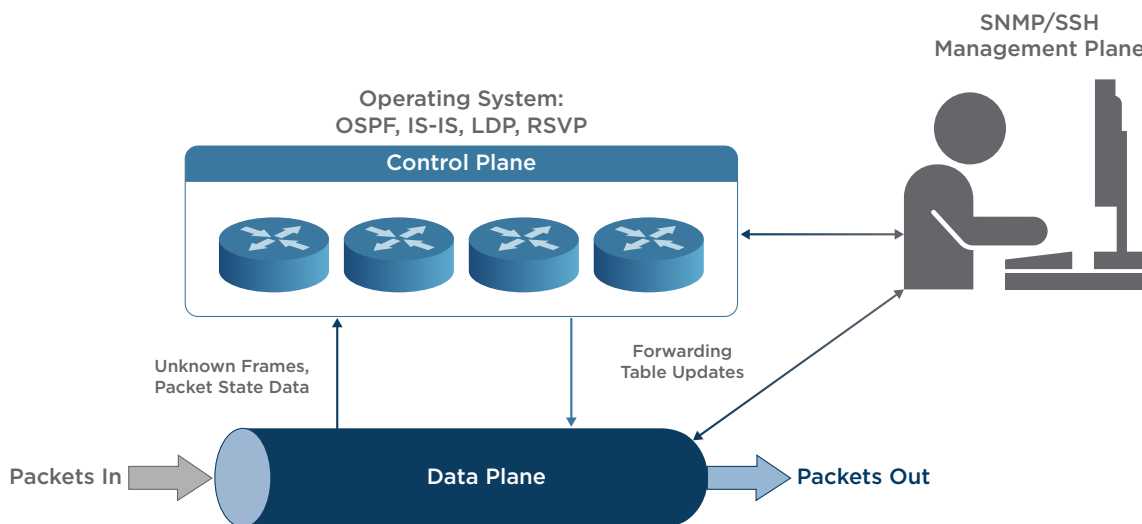 SNMP/SSH
Management Plane
Operating System:
OSPF, IS-IS, LDP, RSVP
Control Plane
Unknown Frames,
Packet State Data
Forwarding
Table Updates
Packets In
Data Plane
Packets Out